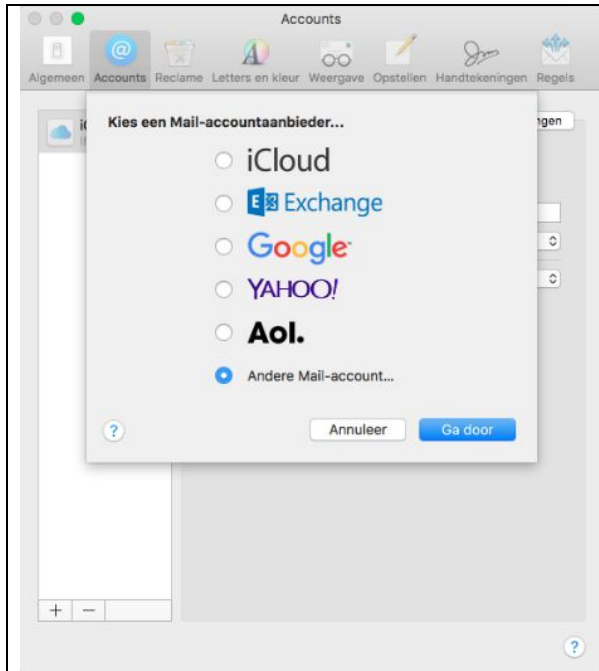 Accounts
Algemeen Accounts Reclame Letters en kleur Weergave Opstellen Handtekeningen Regels
Kies een Mail-accountaanbieder...
iCloud
E Exchange
Google
YAHOO!
Aol.
Andere Mail-account...
? Annuleer Ga door
+ −
?